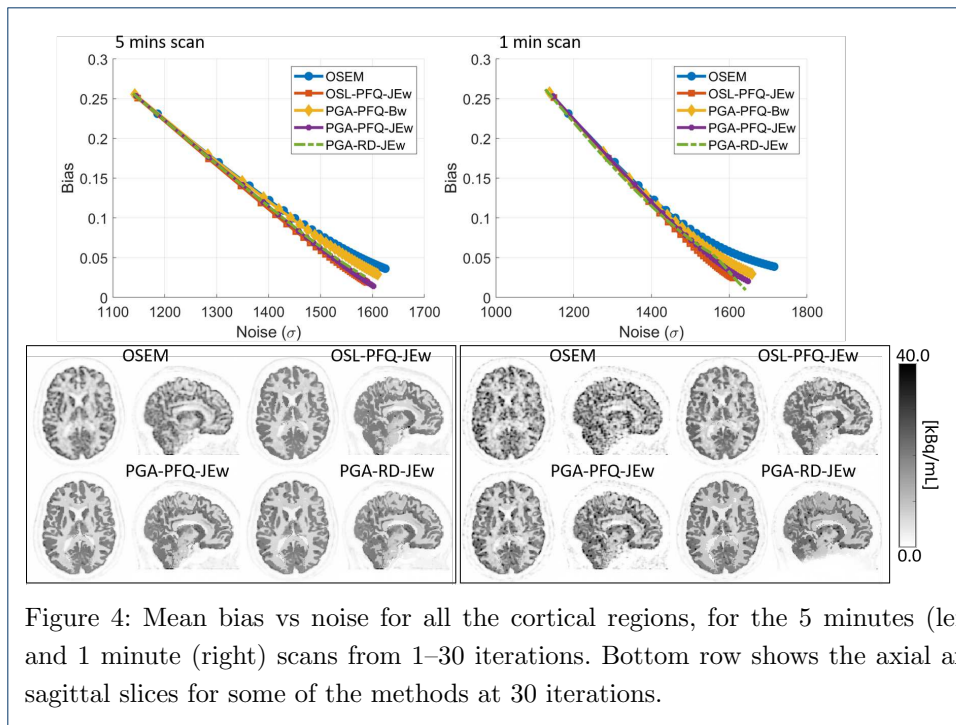 5 mins scan
1 min scan
0.3
0.25
0.2
0.15
0.1
0.05
0
Bias
OSEM
OSL-PFQ-JEw
PGA-PFQ-Bw
PGA-PFQ-JEw
PGA-RD-JEw
1100 1200 1300 1400 1500 1600 1700
Noise (σ)
0.3
0.25
0.2
0.15
0.1
0.05
0
Bias
OSEM
OSL-PFQ-JEw
PGA-PFQ-Bw
PGA-PFQ-JEw
PGA-RD-JEw
1000 1200 1400 1600 1800
Noise (σ)
OSEM OSL-PFQ-JEw
PGA-PFQ-JEw PGA-RD-JEw
OSEM OSL-PFQ-JEw
PGA-PFQ-JEw PGA-RD-JEw
40.0
[kBq/mL]
0.0
Figure 4: Mean bias vs noise for all the cortical regions, for the 5 minutes (le
and 1 minute (right) scans from 1–30 iterations. Bottom row shows the axial a
sagittal slices for some of the methods at 30 iterations.